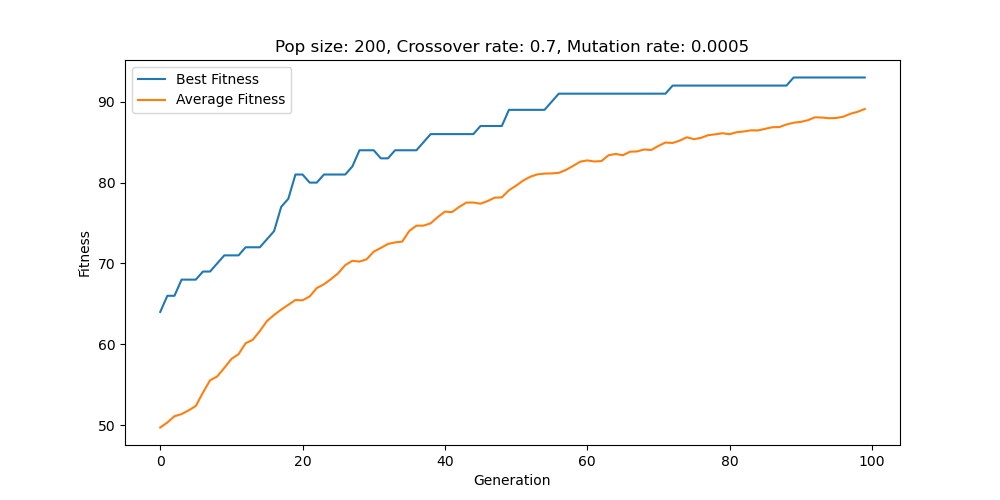 Pop size: 200, Crossover rate: 0.7, Mutation rate: 0.0005
Best Fitness
Average Fitness
90
80
70
60
50
Fitness
0 20 40 60 80 100
Generation